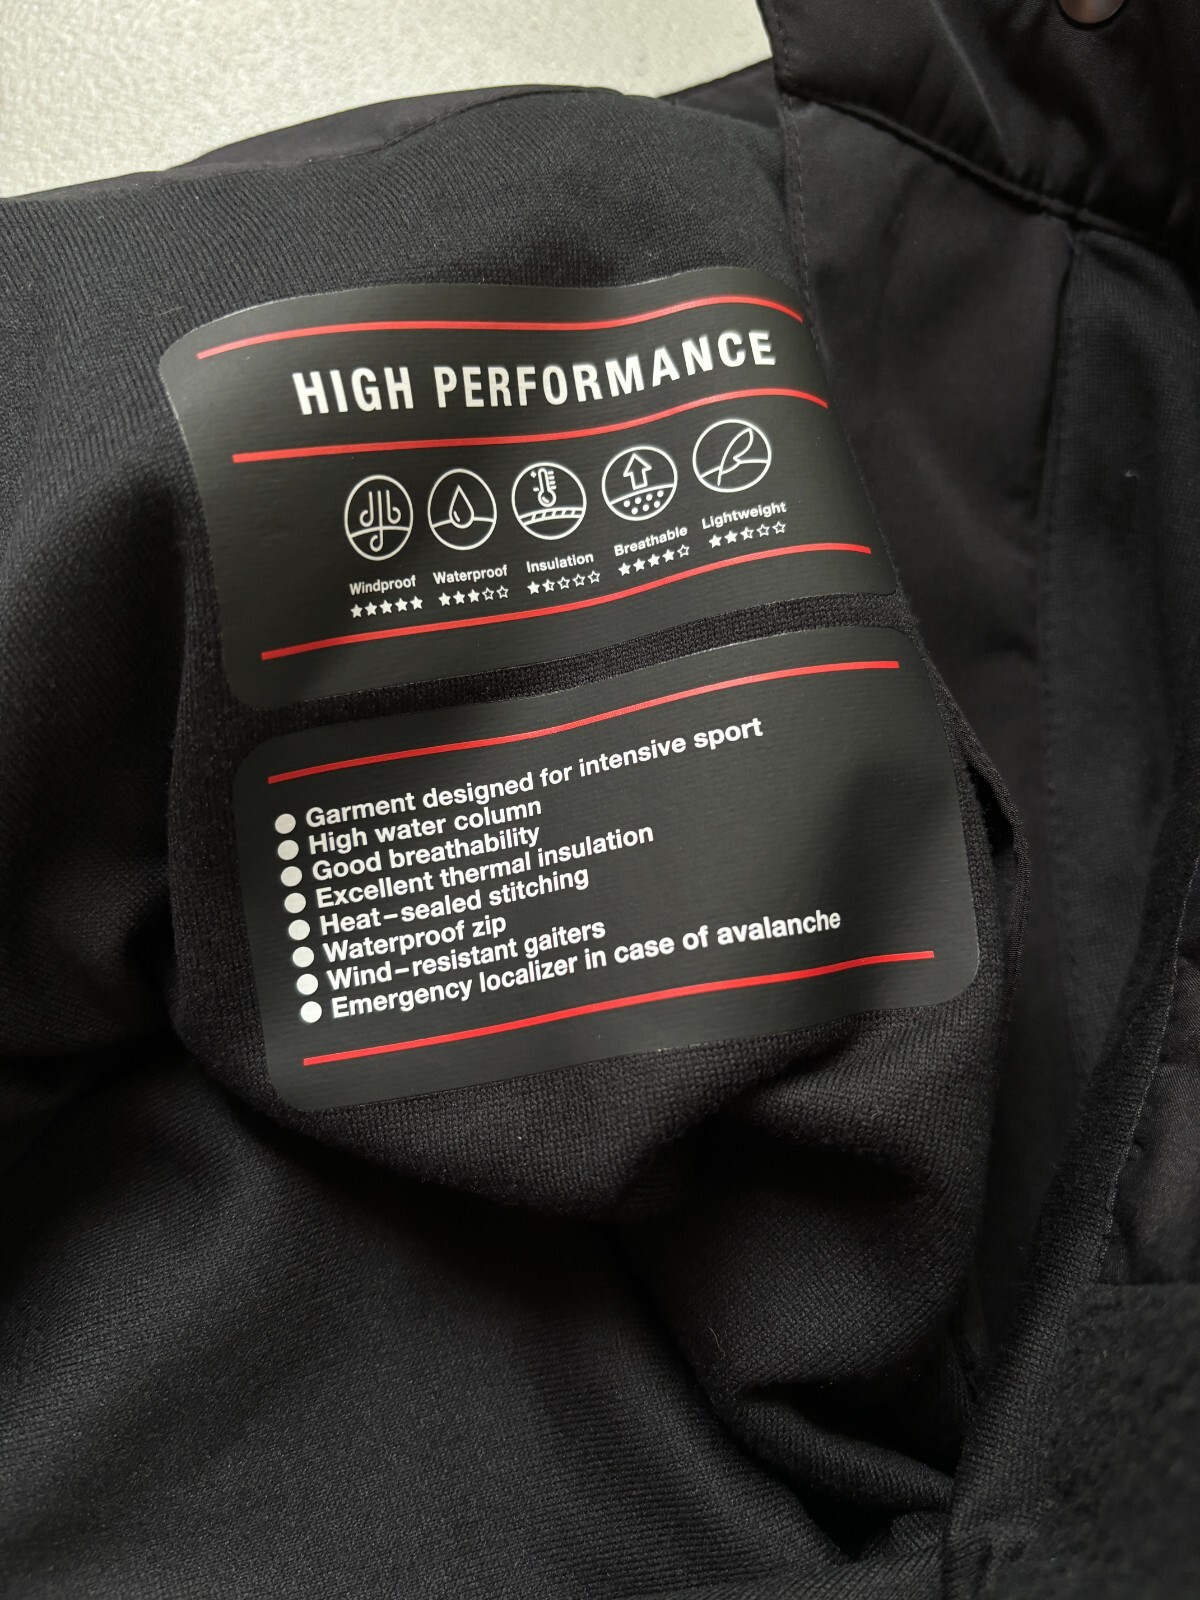 HIGH PERFORMANCE
Windproof Waterproof Insulation Breathable Lightweight
Garment designed for intensive sport
High water column
Good breathability
Excellent thermal insulation
Heat-sealed stitching
Waterproof zip
Wind-resistant gaiters
Emergency localizer in case of avalanche